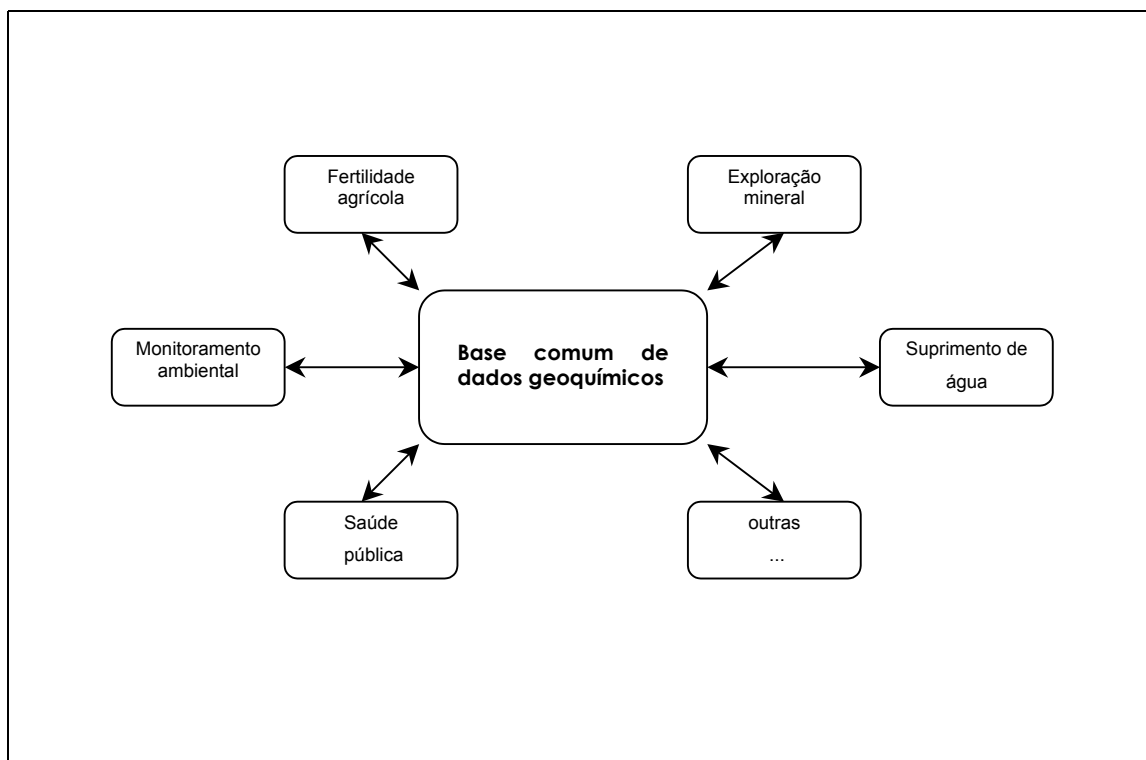 Fertilidade
agrícola
Exploração
mineral
Monitoramento
ambiental
Base comum de
dados geoquímicos
Suprimento de
água
Saúde
pública
outras
...